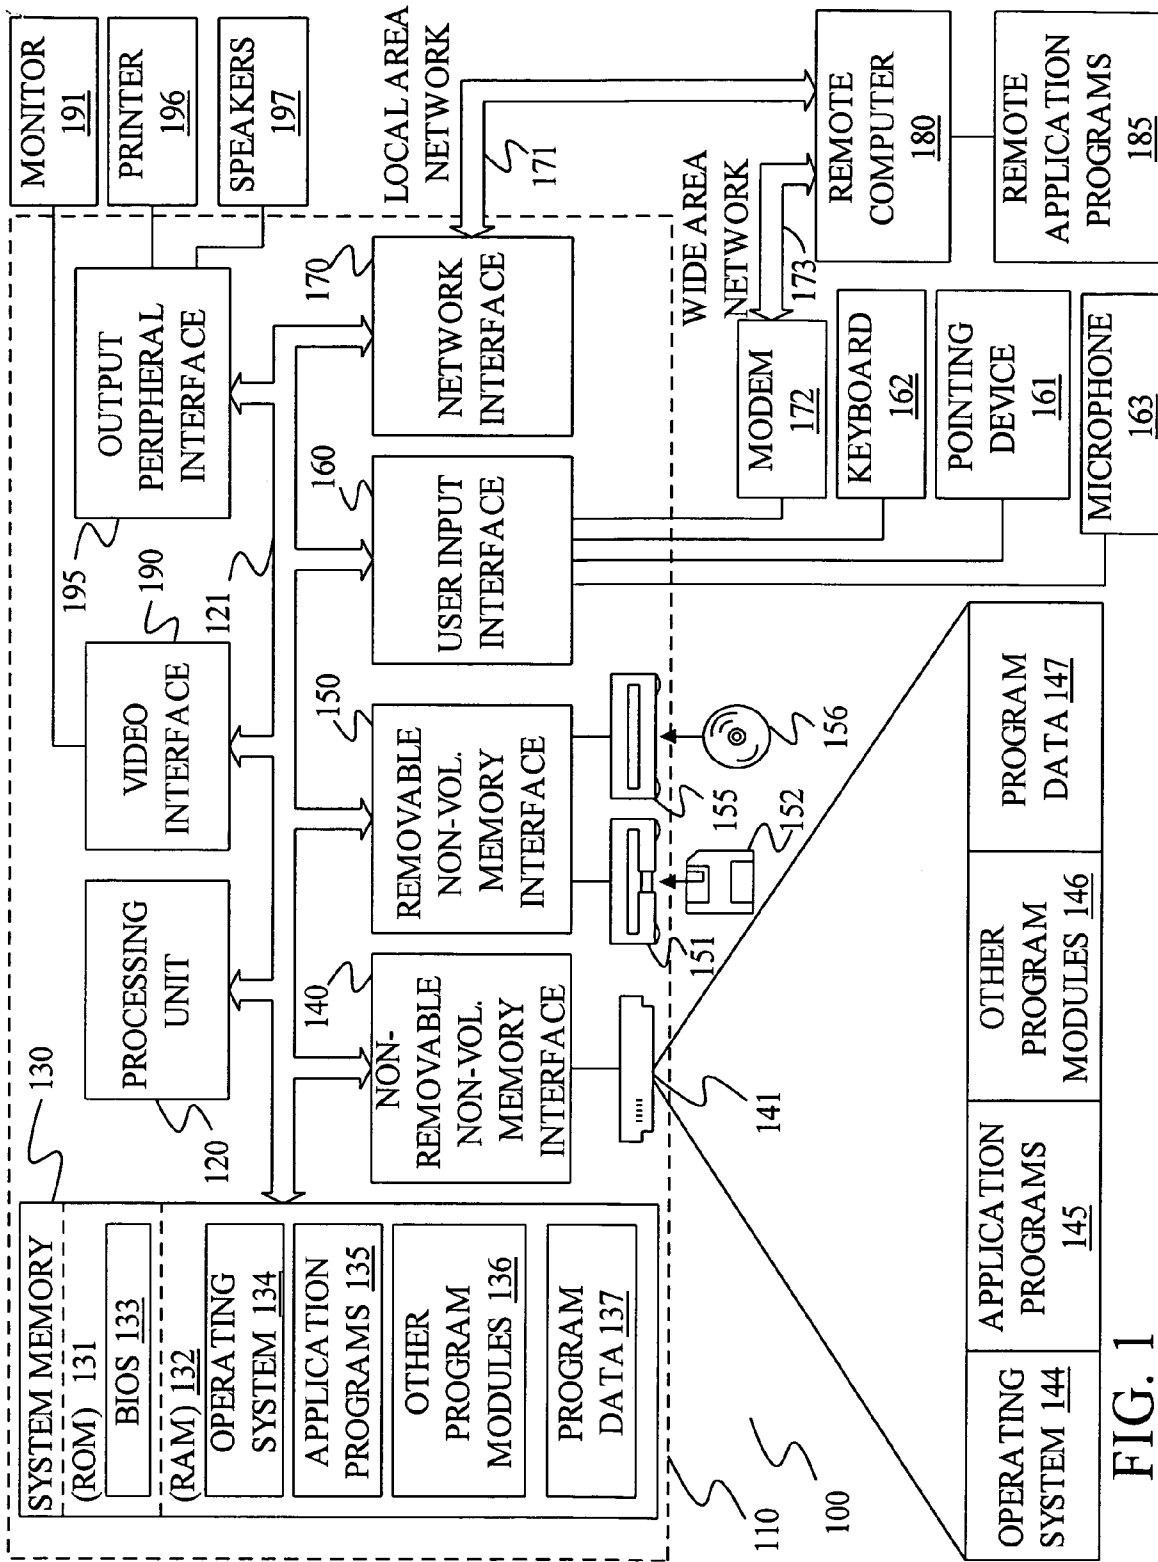 SYSTEM MEMORY
(ROM) 131
BIOS 133
(RAM) 132
OPERATING
SYSTEM 134
APPLICATION
PROGRAMS 135
OTHER
PROGRAM
MODULES 136
PROGRAM
DATA 137
130
120
PROCESSING
UNIT
VIDEO
INTERFACE
190
121
195
OUTPUT
PERIPHERAL
INTERFACE
MONITOR
191
PRINTER
196
SPEAKERS
197
140
NON-
REMOVABLE
NON-VOL.
MEMORY
INTERFACE
150
REMOVABLE
NON-VOL.
MEMORY
INTERFACE
160
USER INPUT
INTERFACE
170
NETWORK
INTERFACE
LOCAL AREA
NETWORK
171
141
151
152
155
156
WIDE AREA
NETWORK
173
MODEM
172
KEYBOARD
162
POINTING
DEVICE
161
MICROPHONE
163
REMOTE
COMPUTER
180
REMOTE
APPLICATION
PROGRAMS
185
110
100
OPERATING
SYSTEM 144
APPLICATION
PROGRAMS
145
OTHER
PROGRAM
MODULES 146
PROGRAM
DATA 147
FIG. 1